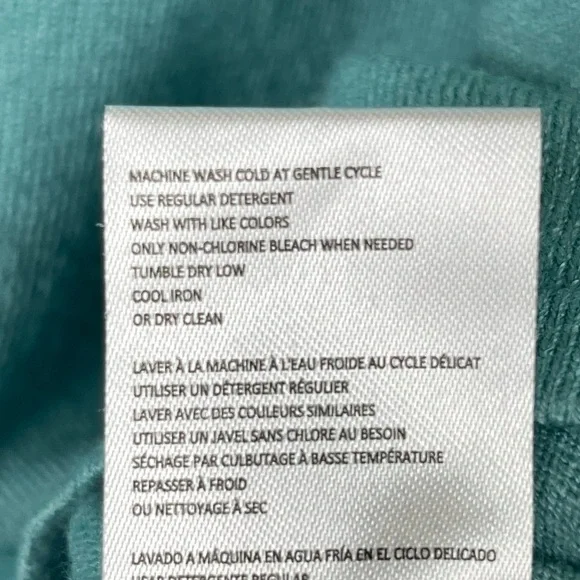 MACHINE WASH COLD AT GENTLE CYCLE
USE REGULAR DETERGENT
WASH WITH LIKE COLORS
ONLY NON-CHLORINE BLEACH WHEN NEEDED
TUMBLE DRY LOW
COOL IRON
OR DRY CLEAN
LAVER À LA MACHINE À L'EAU FROIDE AU CYCLE DÉLICAT
UTILISER UN DÉTERGENT RÉGULIER
LAVER AVEC DES COULEURS SIMILAIRES
UTILISER UN JAVEL SANS CHLORE AU BESOIN
SÉCHAGE PAR CULBUTAGE À BASSE TEMPÉRATURE
REPASSER À FROID
OU NETTOYAGE À SEC
LAVADO A MÁQUINA EN AGUA FRÍA EN EL CICLO DELICADO
USAR DETERGENTE REGULAR